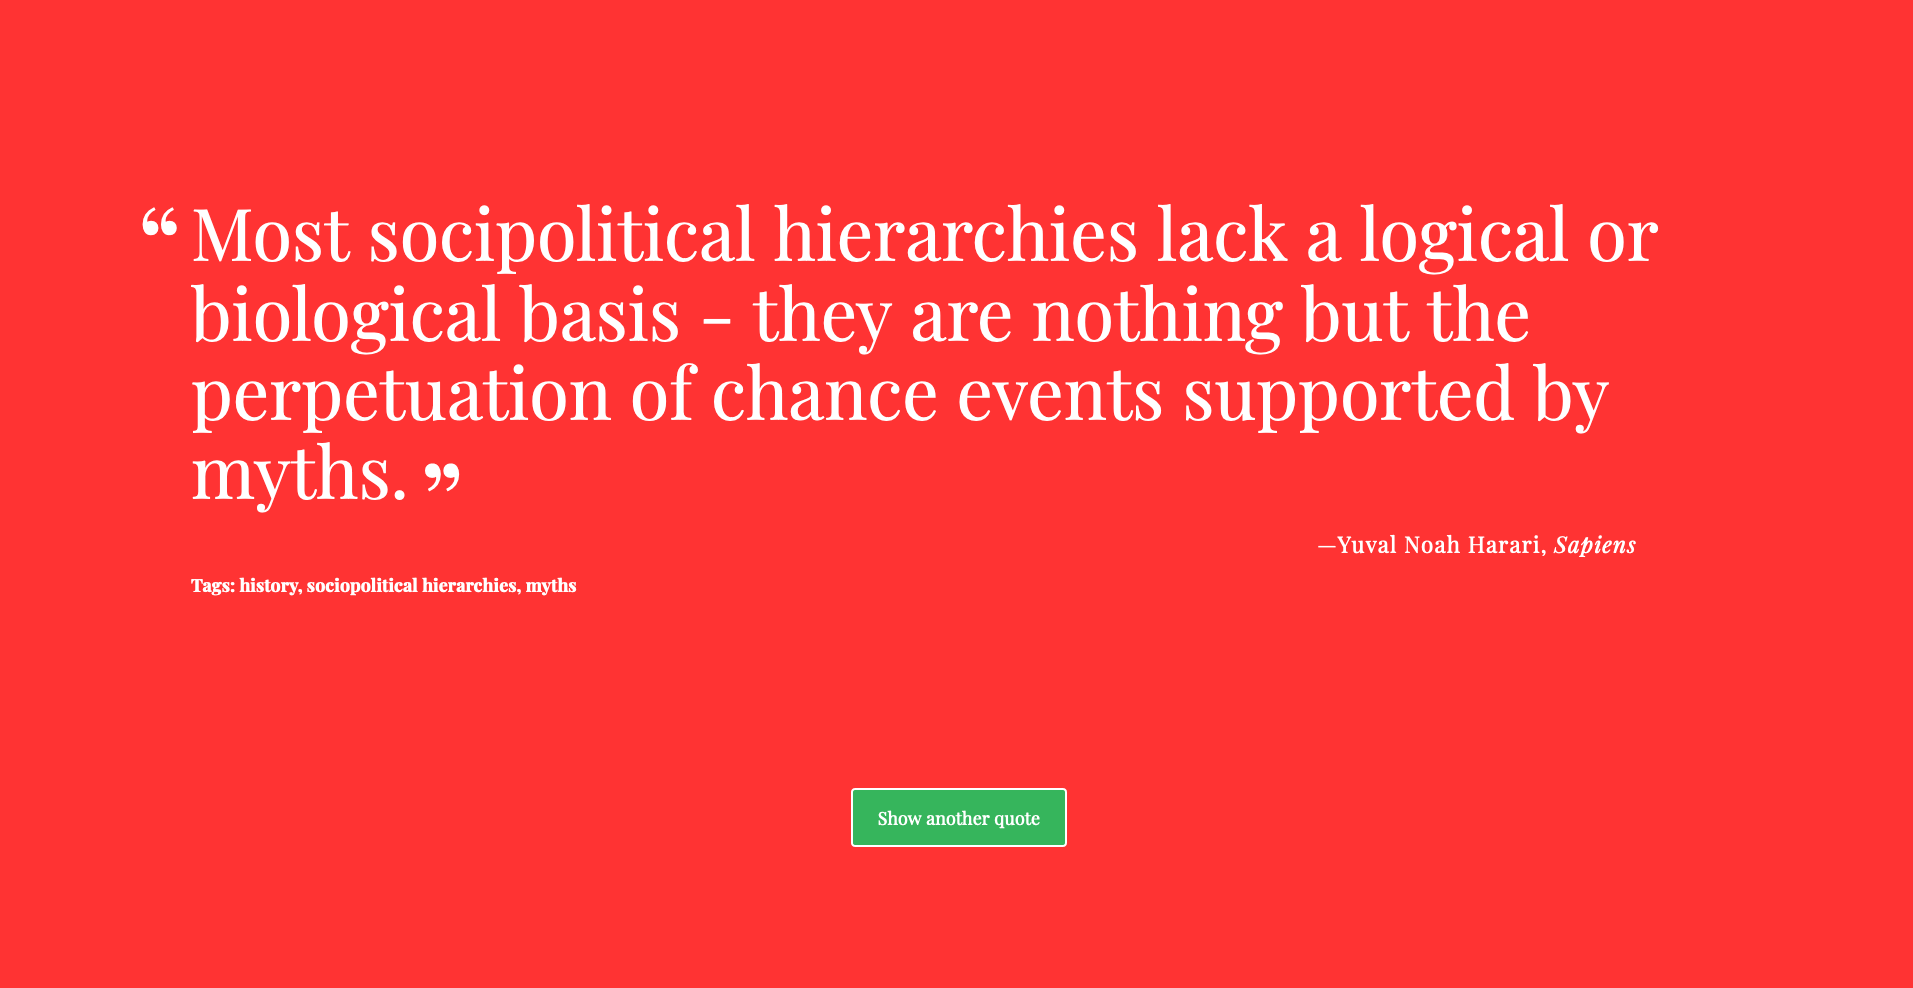 “ Most socipolitical hierarchies lack a logical or
biological basis - they are nothing but the
perpetuation of chance events supported by
myths. ”
—Yuval Noah Harari, Sapiens
Tags: history, sociopolitical hierarchies, myths
Show another quote